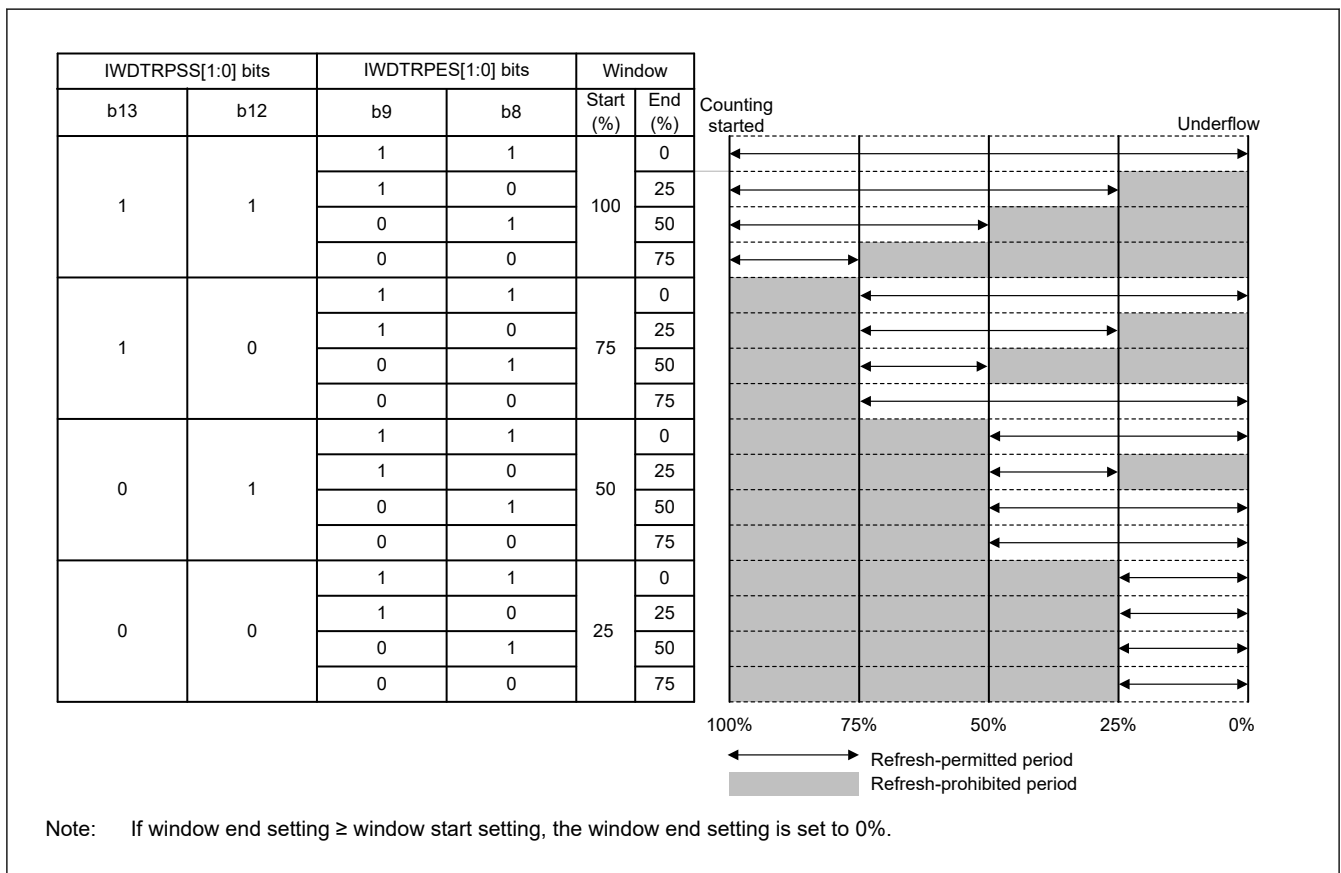 IWDTRPSS[1:0] bits IWDTRPES[1:0] bits Window
b13 b12 b9 b8 Start (%) End (%)
Counting started
Underflow
1 1 0
1 0 25
1 1 100
0 1 50
0 0 75
1 1 0
1 0 25
1 0 75
0 1 50
0 0 75
1 1 0
1 0 25
0 1 50
0 1 50
0 0 75
1 1 0
1 0 25
0 0 25
0 1 50
0 0 75
100% 75% 50% 25% 0%
Refresh-permitted period
Refresh-prohibited period
Note: If window end setting ≥ window start setting, the window end setting is set to 0%.